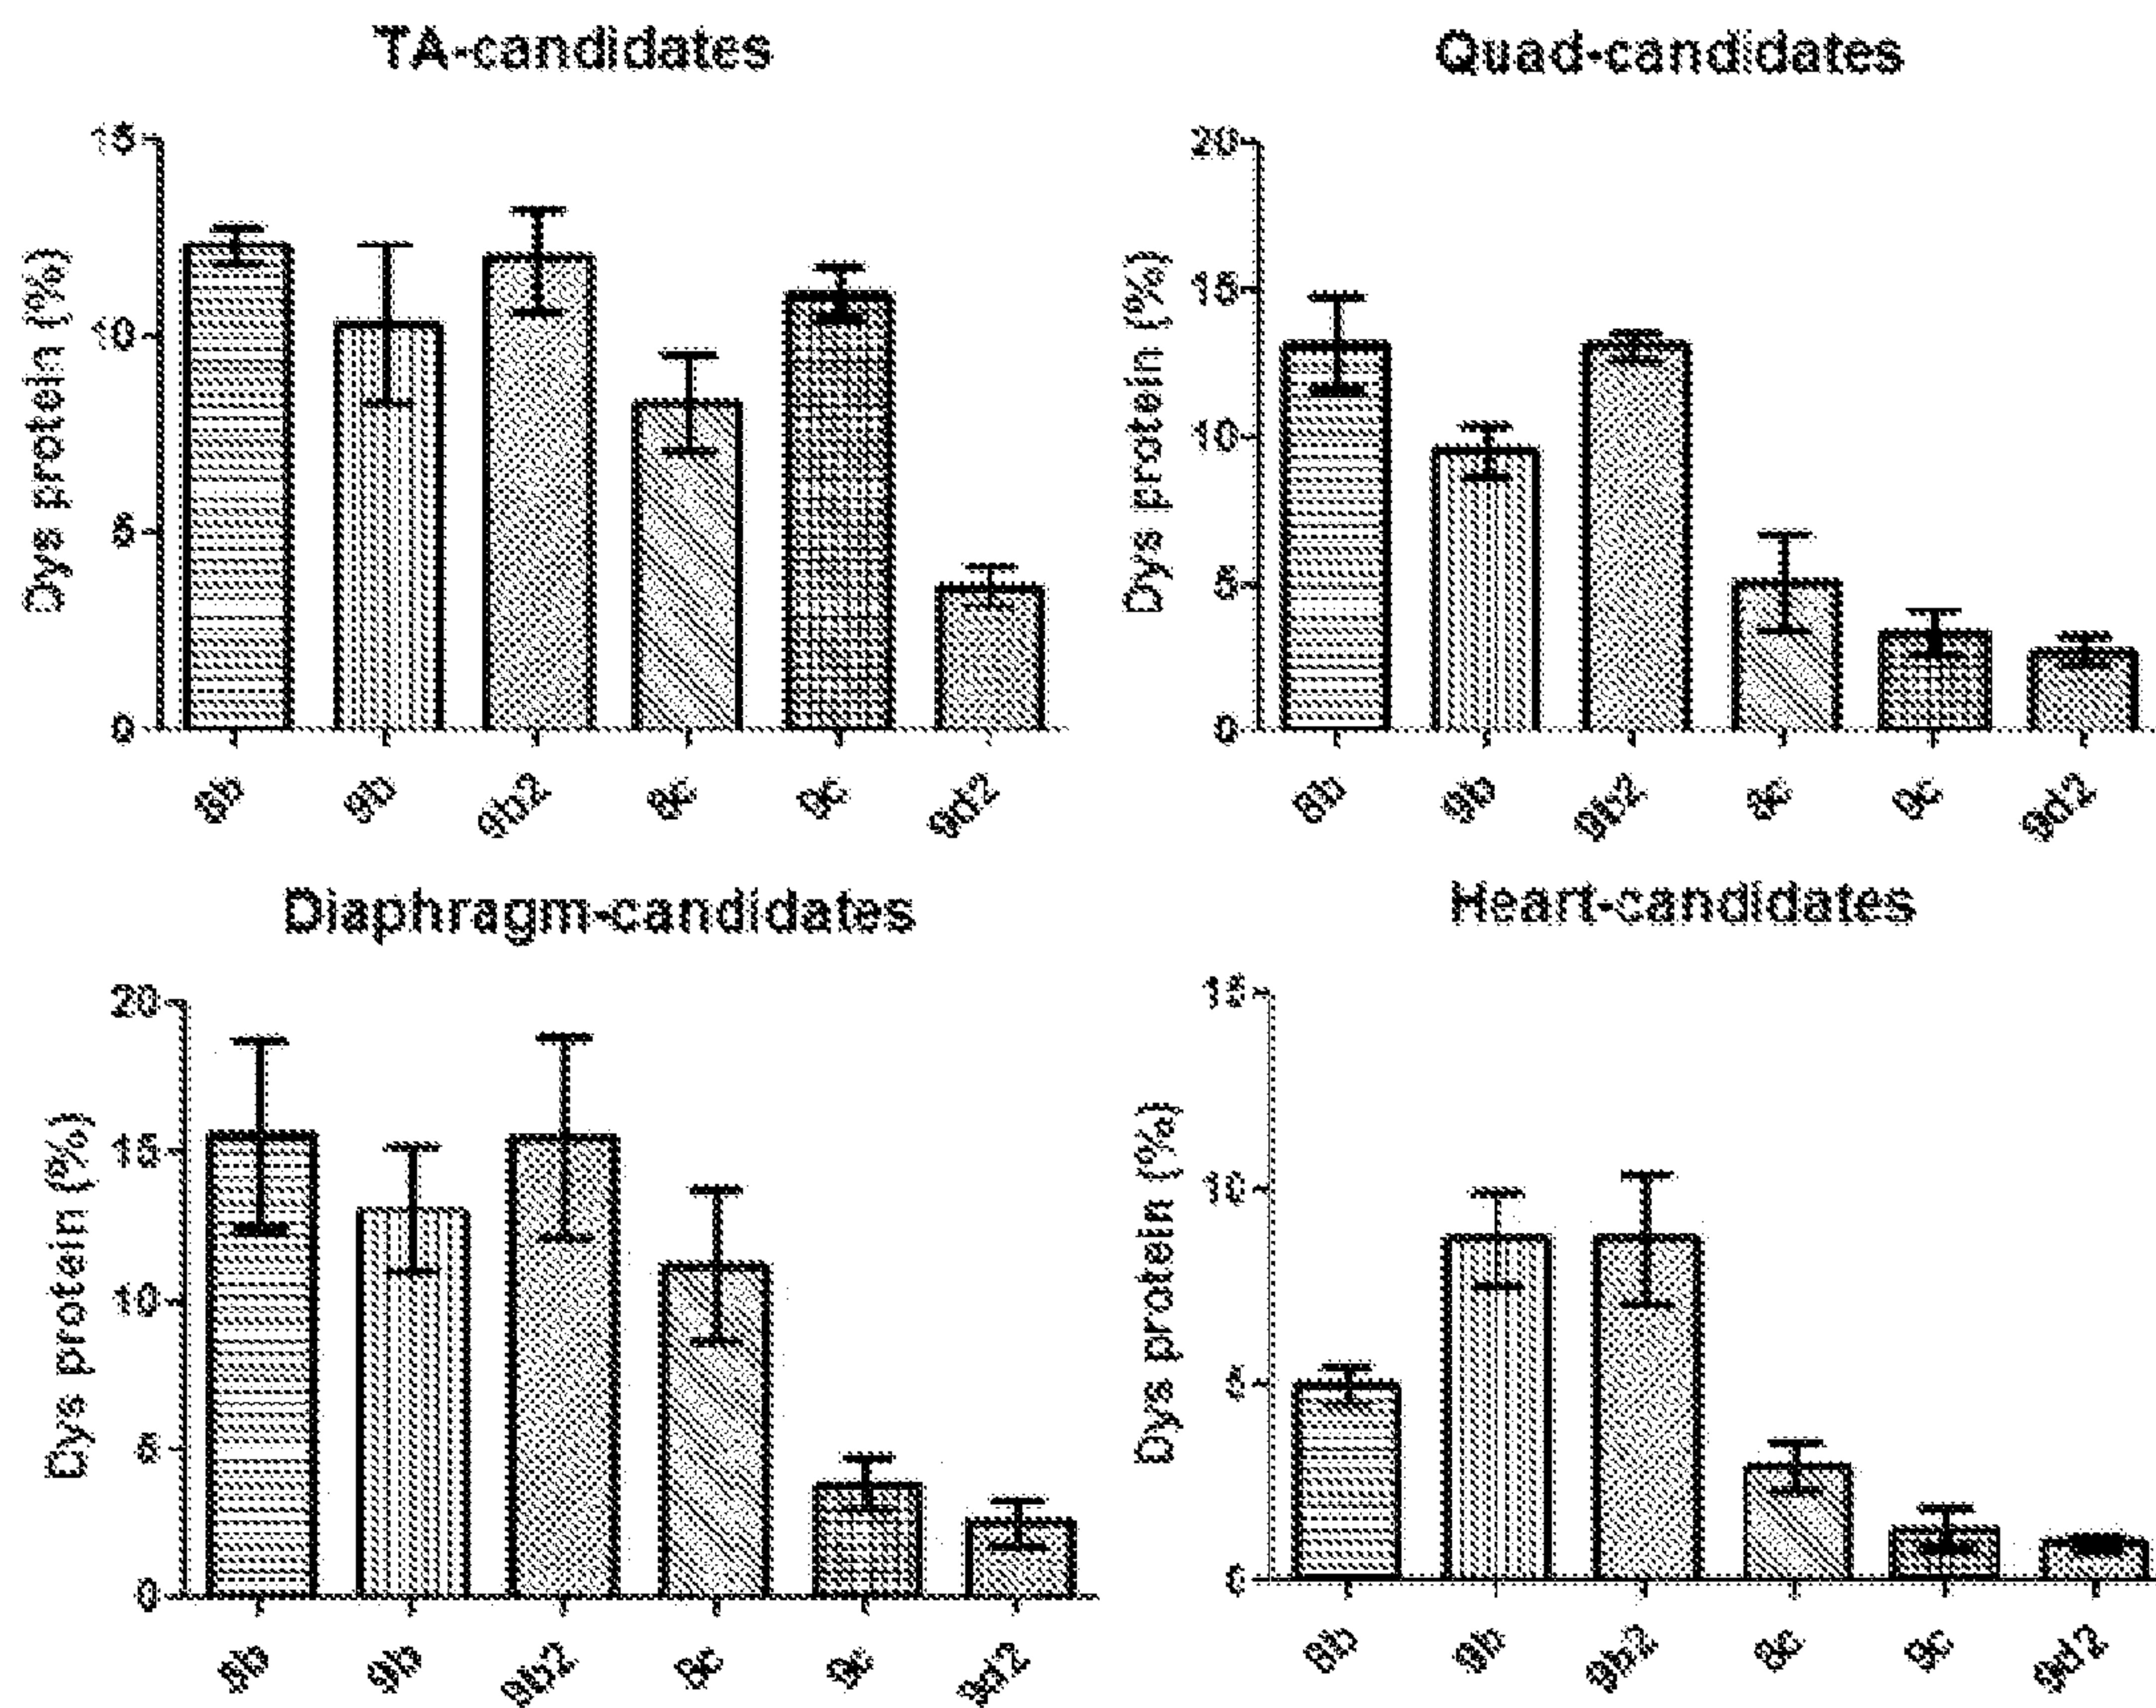 TA-candidates
Dys protein (%)
15
10
5
0
8b
9b
9b2
8c
9c
9d2
Quad-candidates
Dys protein (%)
20
15
10
5
0
8b
9b
9b2
8c
9c
9d2
Diaphragm-candidates
Dys protein (%)
20
15
10
5
0
8b
9b
9b2
8c
9c
9d2
Heart-candidates
Dys protein (%)
15
10
5
0
8b
9b
9b2
8c
9c
9d2